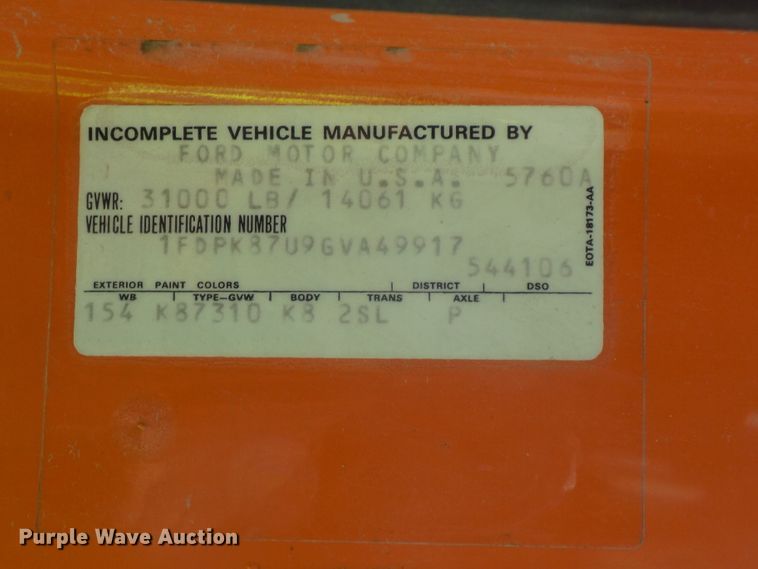 INCOMPLETE VEHICLE MANUFACTURED BY
FORD MOTOR COMPANY
MADE IN U.S.A. 5760A
GVWR: 31000 LB/ 14061 KG
VEHICLE IDENTIFICATION NUMBER
1FDPK87U9GVA49917
544106
EXTERIOR PAINT COLORS DISTRICT DSO
WB TYPE-GVW BODY TRANS AXLE
154 K87310 K8 2SL P
EOTA-18173-AA
Purple Wave Auction